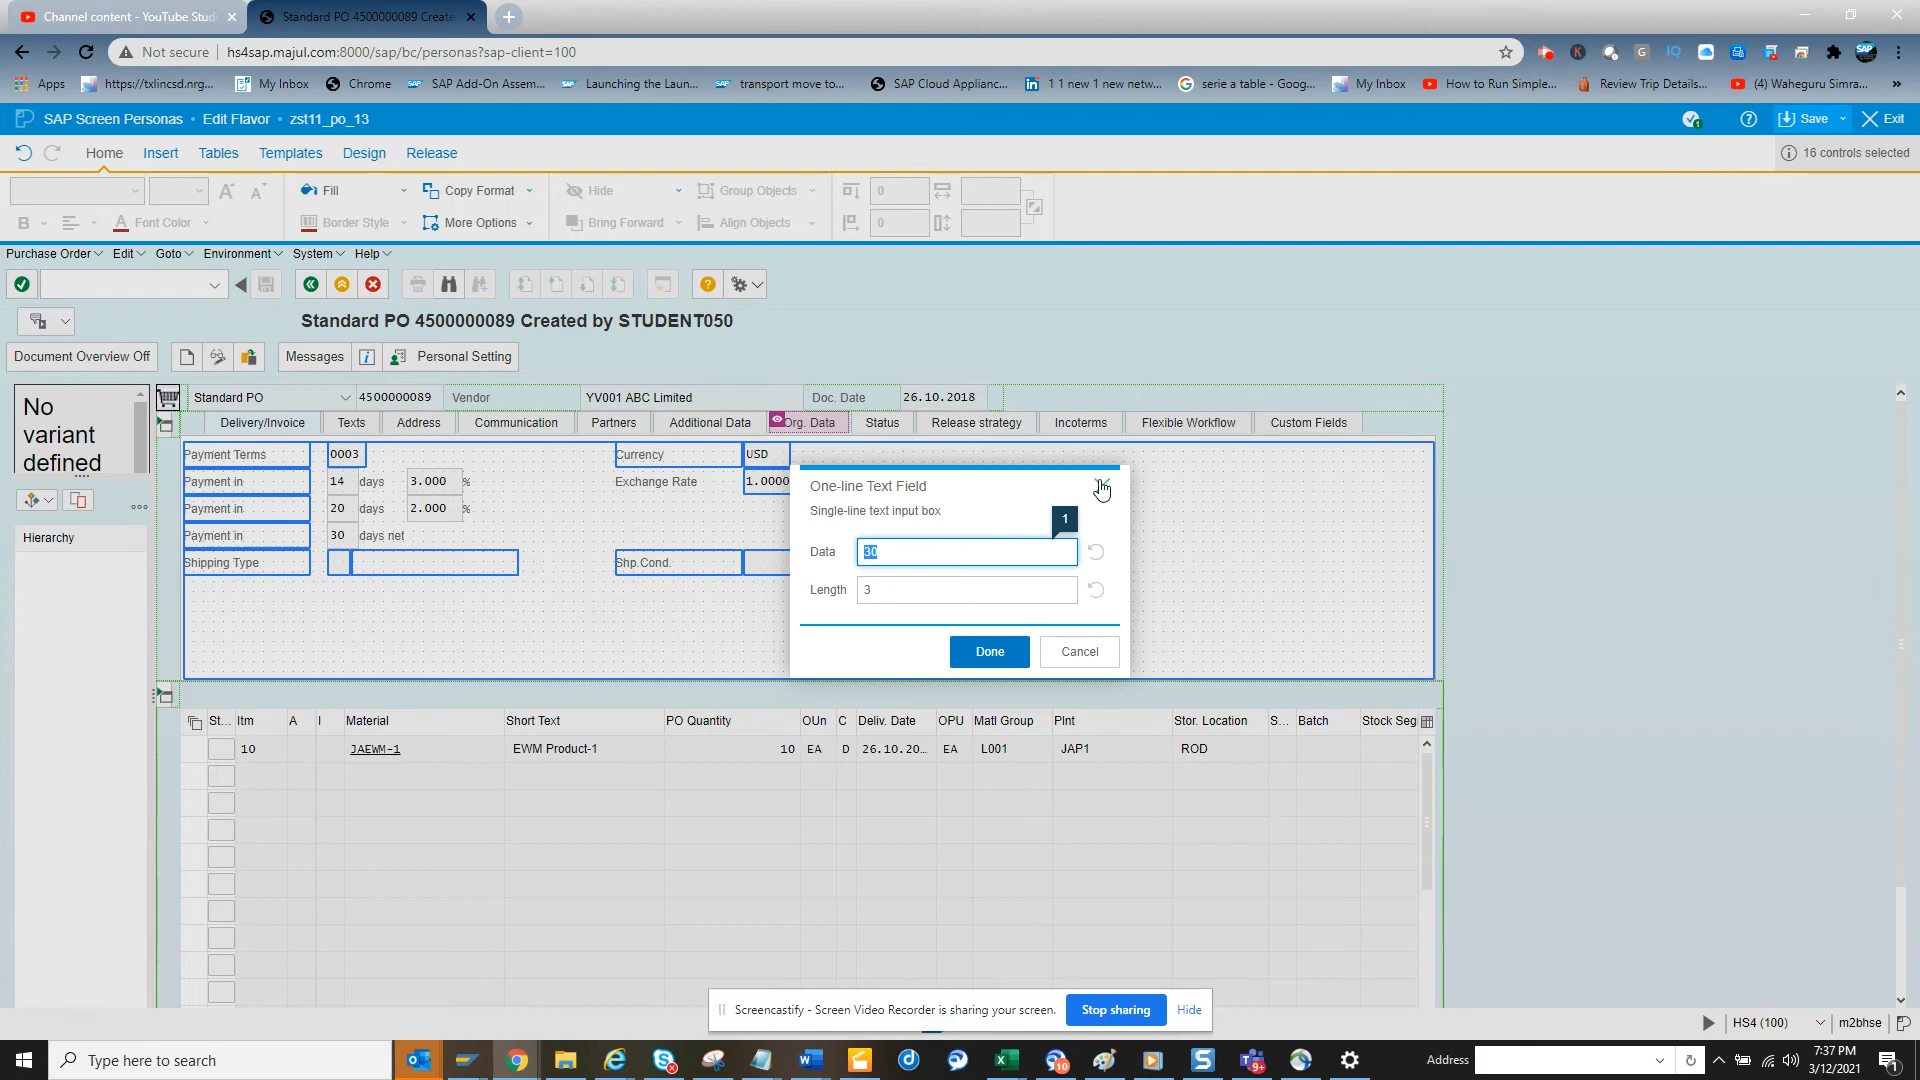 Channel content - YouTube Stud
Standard PO 4500000089 Create
Not secure
hs4sap.majul.com:8000/sap/bc/personas?sap-client=100
Apps
https://txlincsd.nrg...
My Inbox
Chrome
SAP Add-On Assem...
Launching the Laun...
transport move to...
SAP Cloud Applianc...
1 1 new 1 new netw...
serie a table - Goog...
My Inbox
How to Run Simple...
Review Trip Details...
(4) Waheguru Simra...
SAP Screen Personas • Edit Flavor • zst11_po_13
Save
Exit
Home
Insert
Tables
Templates
Design
Release
16 controls selected
Fill
Copy Format
Hide
Group Objects
0
B
Font Color
Border Style
More Options
Bring Forward
Align Objects
0
Purchase Order
Edit
Goto
Environment
System
Help
Standard PO 4500000089 Created by STUDENT050
Document Overview Off
Messages
Personal Setting
No
variant
defined
Hierarchy
Standard PO
4500000089
Vendor
YV001 ABC Limited
Doc. Date
26.10.2018
Delivery/Invoice
Texts
Address
Communication
Partners
Additional Data
Org. Data
Status
Release strategy
Incoterms
Flexible Workflow
Custom Fields
Payment Terms
0003
Currency
USD
Payment in
14
days
3.000
%
Exchange Rate
1.0000
Payment in
20
days
2.000
%
Payment in
30
days net
Shipping Type
Shp.Cond.
One-line Text Field
Single-line text input box
1
Data
30
Length
3
Done
Cancel
St...
Itm
A
I
Material
Short Text
PO Quantity
OUn
C
Deliv. Date
OPU
Matl Group
Plnt
Stor. Location
S...
Batch
Stock Seg
10
JAEWM-1
EWM Product-1
10
EA
D
26.10.20...
EA
L001
JAP1
ROD
Screencastify - Screen Video Recorder is sharing your screen.
Stop sharing
Hide
HS4 (100)
m2bhse
Type here to search
Address
7:37 PM
3/12/2021